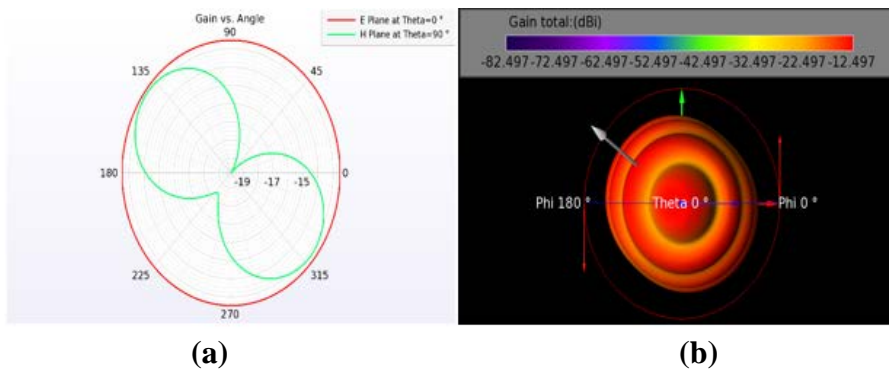 Gain vs. Angle
E Plane at Theta=0 °
H Plane at Theta=90 °
90
135
45
180
-19
-17
-15
0
225
315
270
(a)
Gain total:(dBi)
-82.497-72.497-62.497-52.497-42.497-32.497-22.497-12.497
Phi 180 °
Theta 0 °
Phi 0 °
(b)